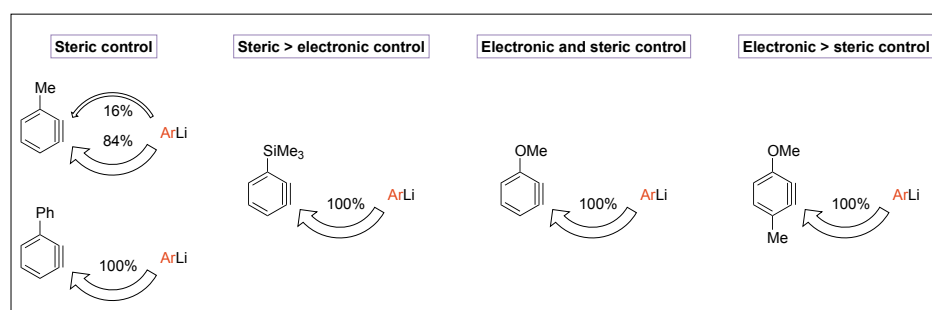 Steric control
Steric > electronic control
Electronic and steric control
Electronic > steric control
Me
16%
84%
ArLi
Ph
100%
ArLi
SiMe3
100%
ArLi
OMe
100%
ArLi
OMe
Me
100%
ArLi